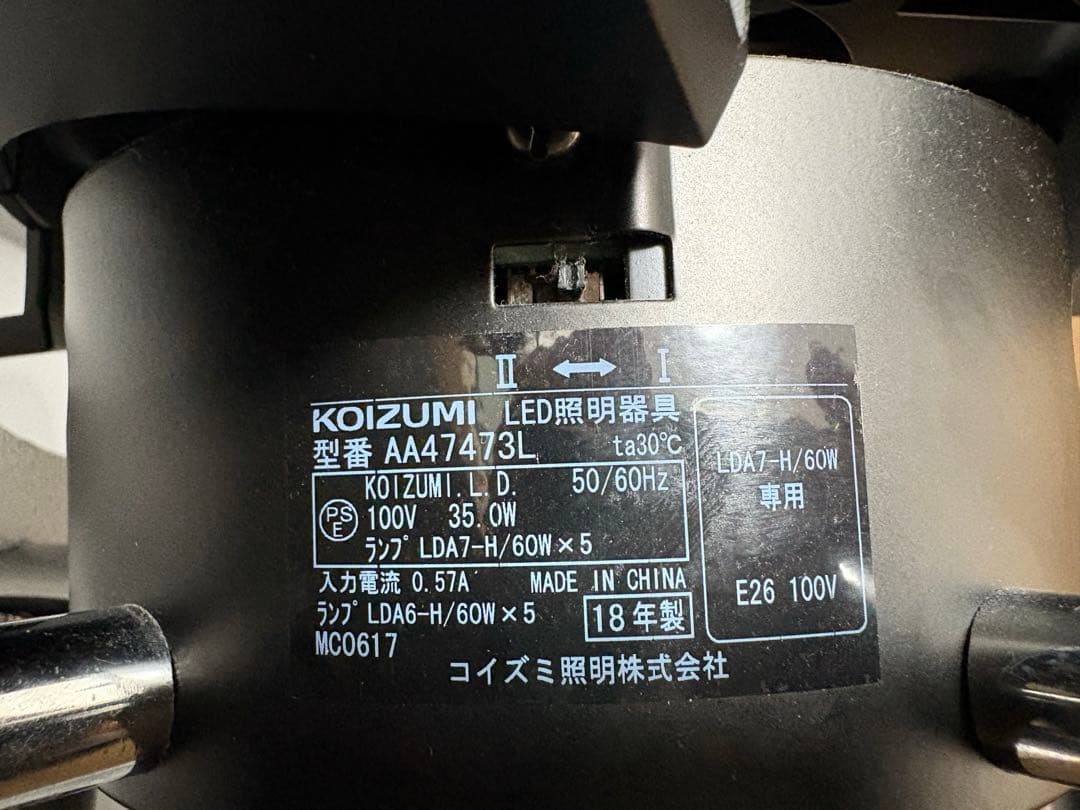 Ⅱ ⟷ Ⅰ
KOIZUMI LED照明器具
型番 AA47473L ta30℃
KOIZUMI.L.D. 50/60Hz
PSE 100V 35.0W
ﾗﾝﾌﾟ LDA7-H/60W×5
入力電流 0.57A MADE IN CHINA
ﾗﾝﾌﾟ LDA6-H/60W×5 18年製
MC0617
コイズミ照明株式会社
LDA7-H/60W
専用
E26 100V